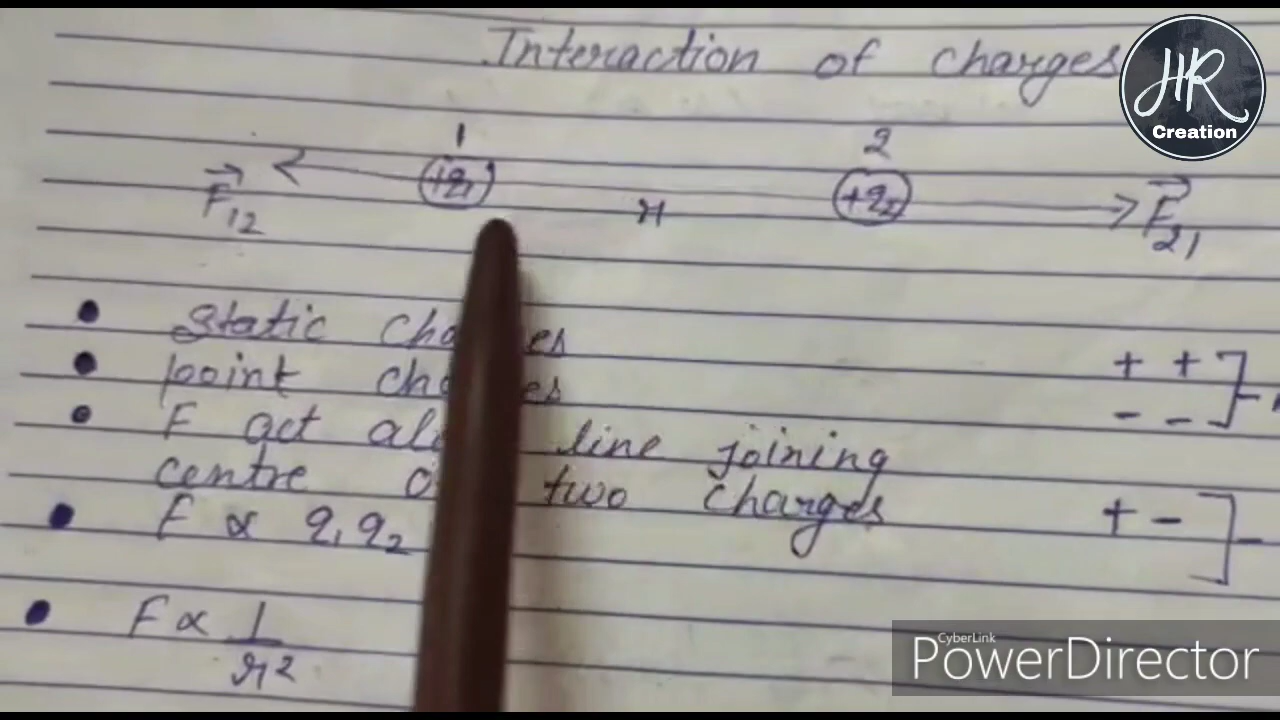 Interaction of charges
HR
Creation
1
2
F12
+q1
r
+q2
F21
• Static
• point
+ +
- -
• F act line joining
centre two charges
+ -
• F ∝ q1q2
• F ∝ 1/r2
CyberLink
PowerDirector